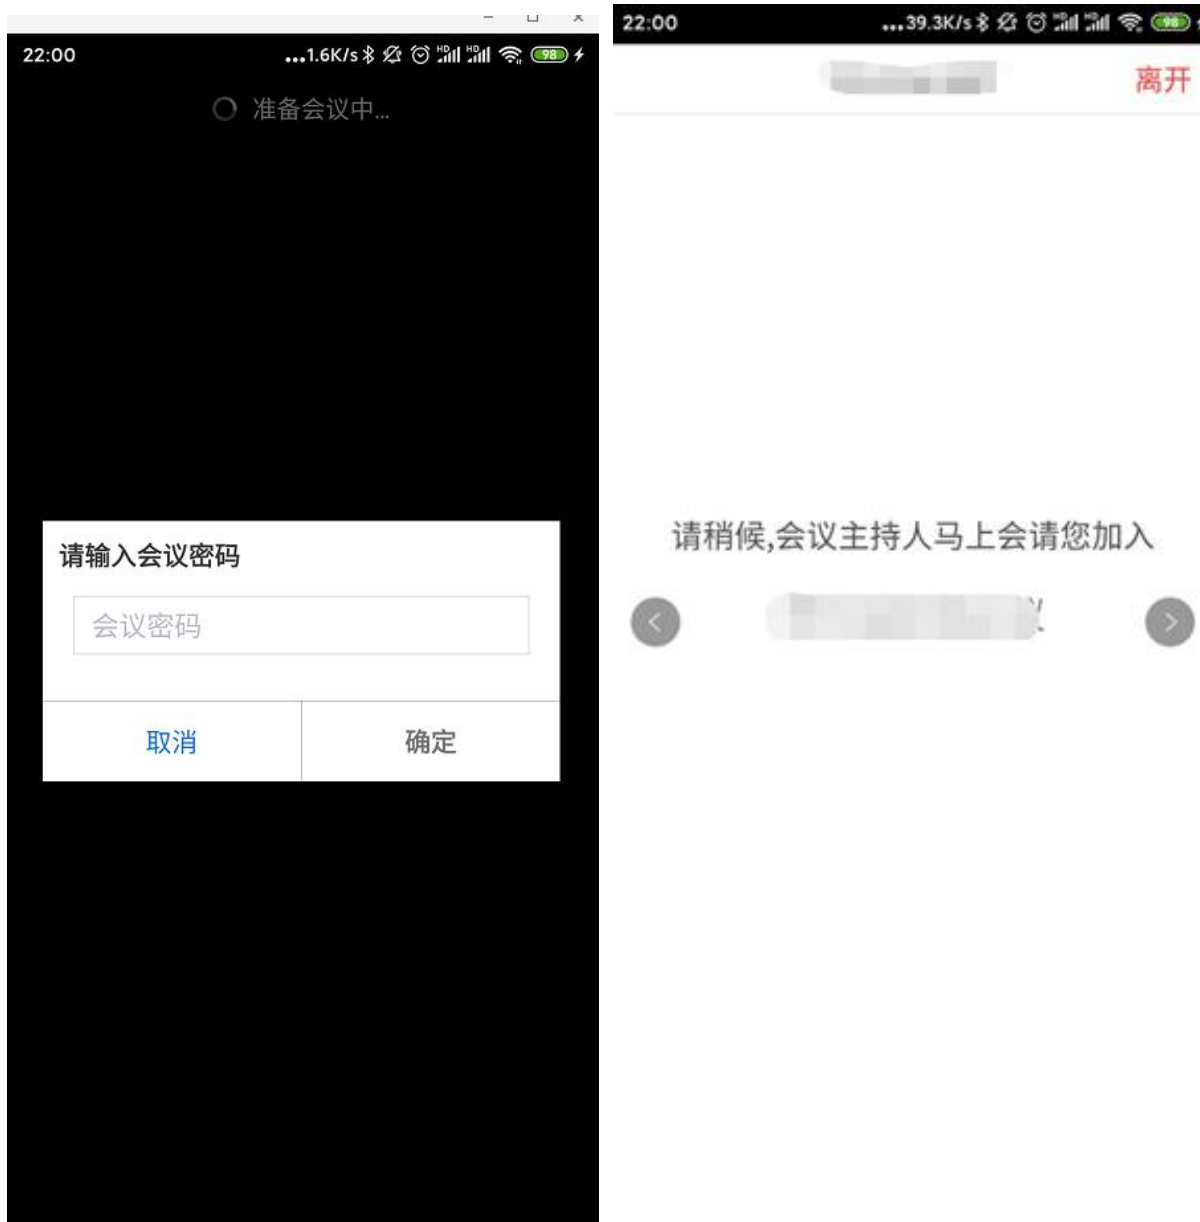 22:00
...1.6K/s
98
准备会议中...
请输入会议密码
会议密码
取消
确定
22:00
...39.3K/s
98
离开
请稍候,会议主持人马上会请您加入